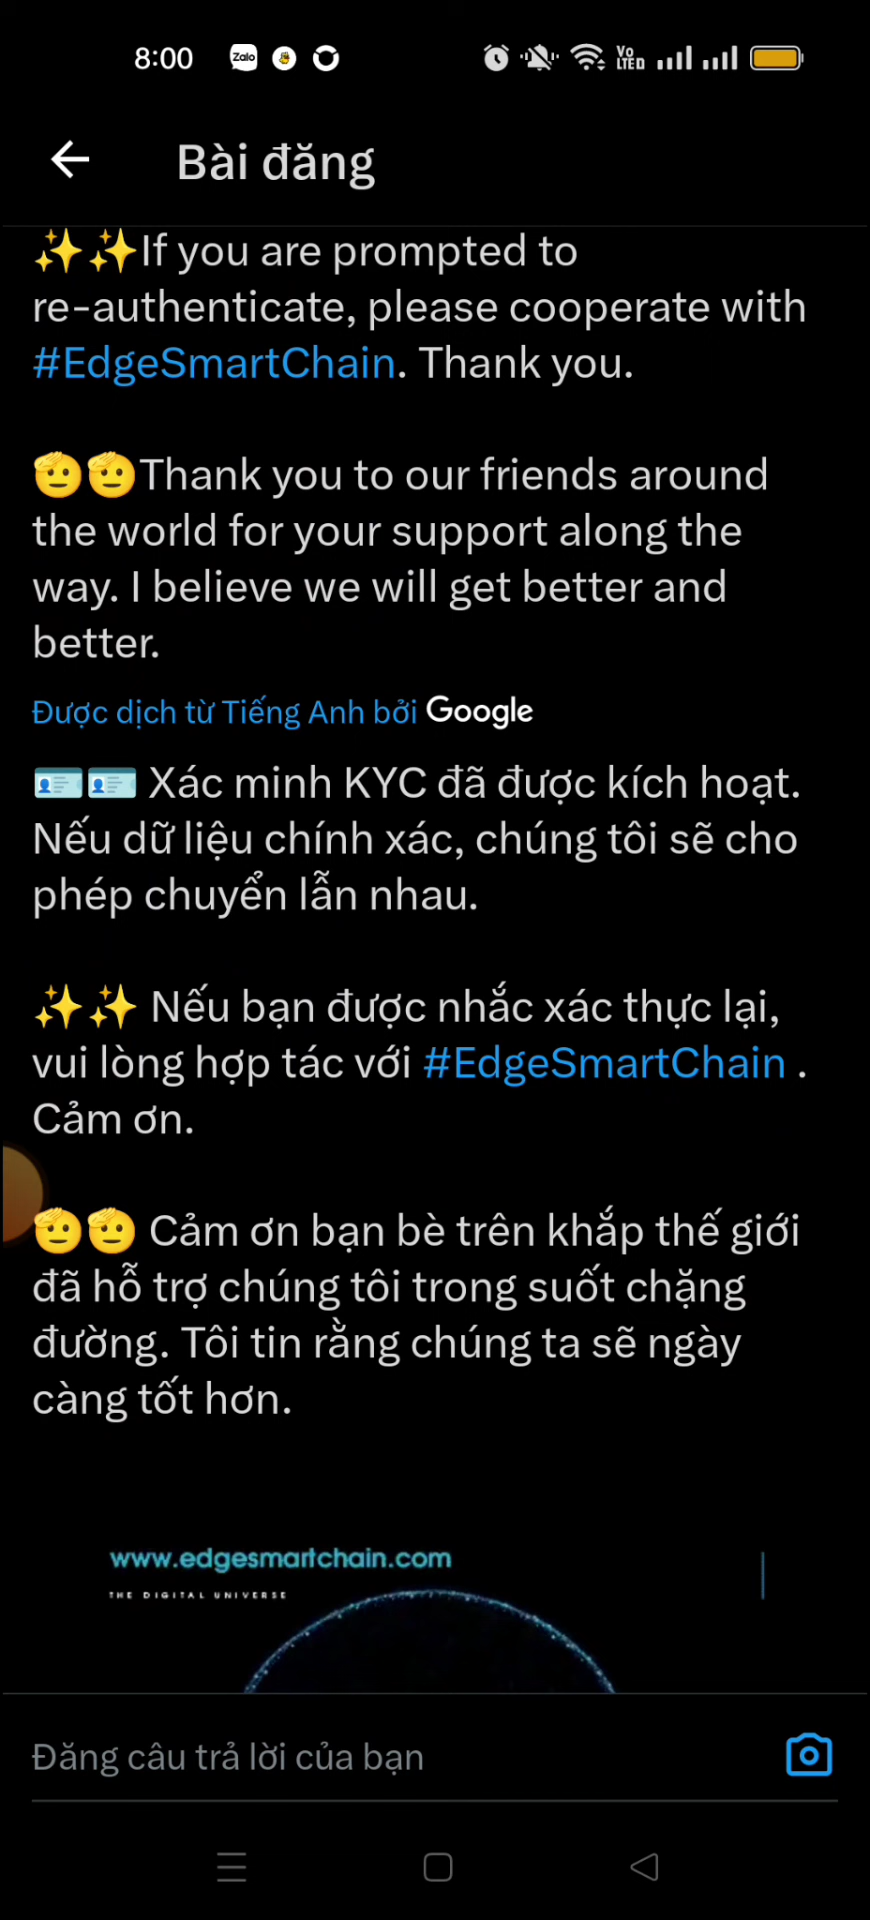 8:00 Zalo Vo LTED
Bài đăng
✨✨If you are prompted to
re-authenticate, please cooperate with
#EdgeSmartChain. Thank you.
🫡🫡Thank you to our friends around
the world for your support along the
way. I believe we will get better and
better.
Được dịch từ Tiếng Anh bởi Google
🪪🪪 Xác minh KYC đã được kích hoạt.
Nếu dữ liệu chính xác, chúng tôi sẽ cho
phép chuyển lẫn nhau.
✨✨ Nếu bạn được nhắc xác thực lại,
vui lòng hợp tác với #EdgeSmartChain .
Cảm ơn.
🫡🫡 Cảm ơn bạn bè trên khắp thế giới
đã hỗ trợ chúng tôi trong suốt chặng
đường. Tôi tin rằng chúng ta sẽ ngày
càng tốt hơn.
www.edgesmartchain.com
THE DIGITAL UNIVERSE
Đăng câu trả lời của bạn